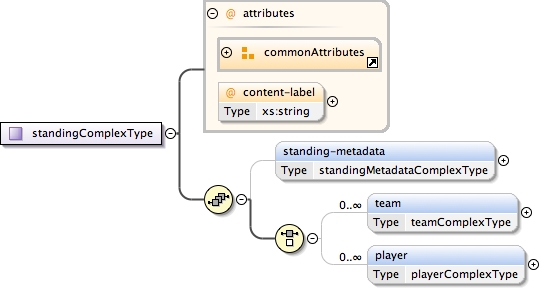 attributes
commonAttributes
content-label
Type xs:string
standingComplexType
standing-metadata
Type standingMetadataComplexType
0..∞ team
Type teamComplexType
0..∞ player
Type playerComplexType